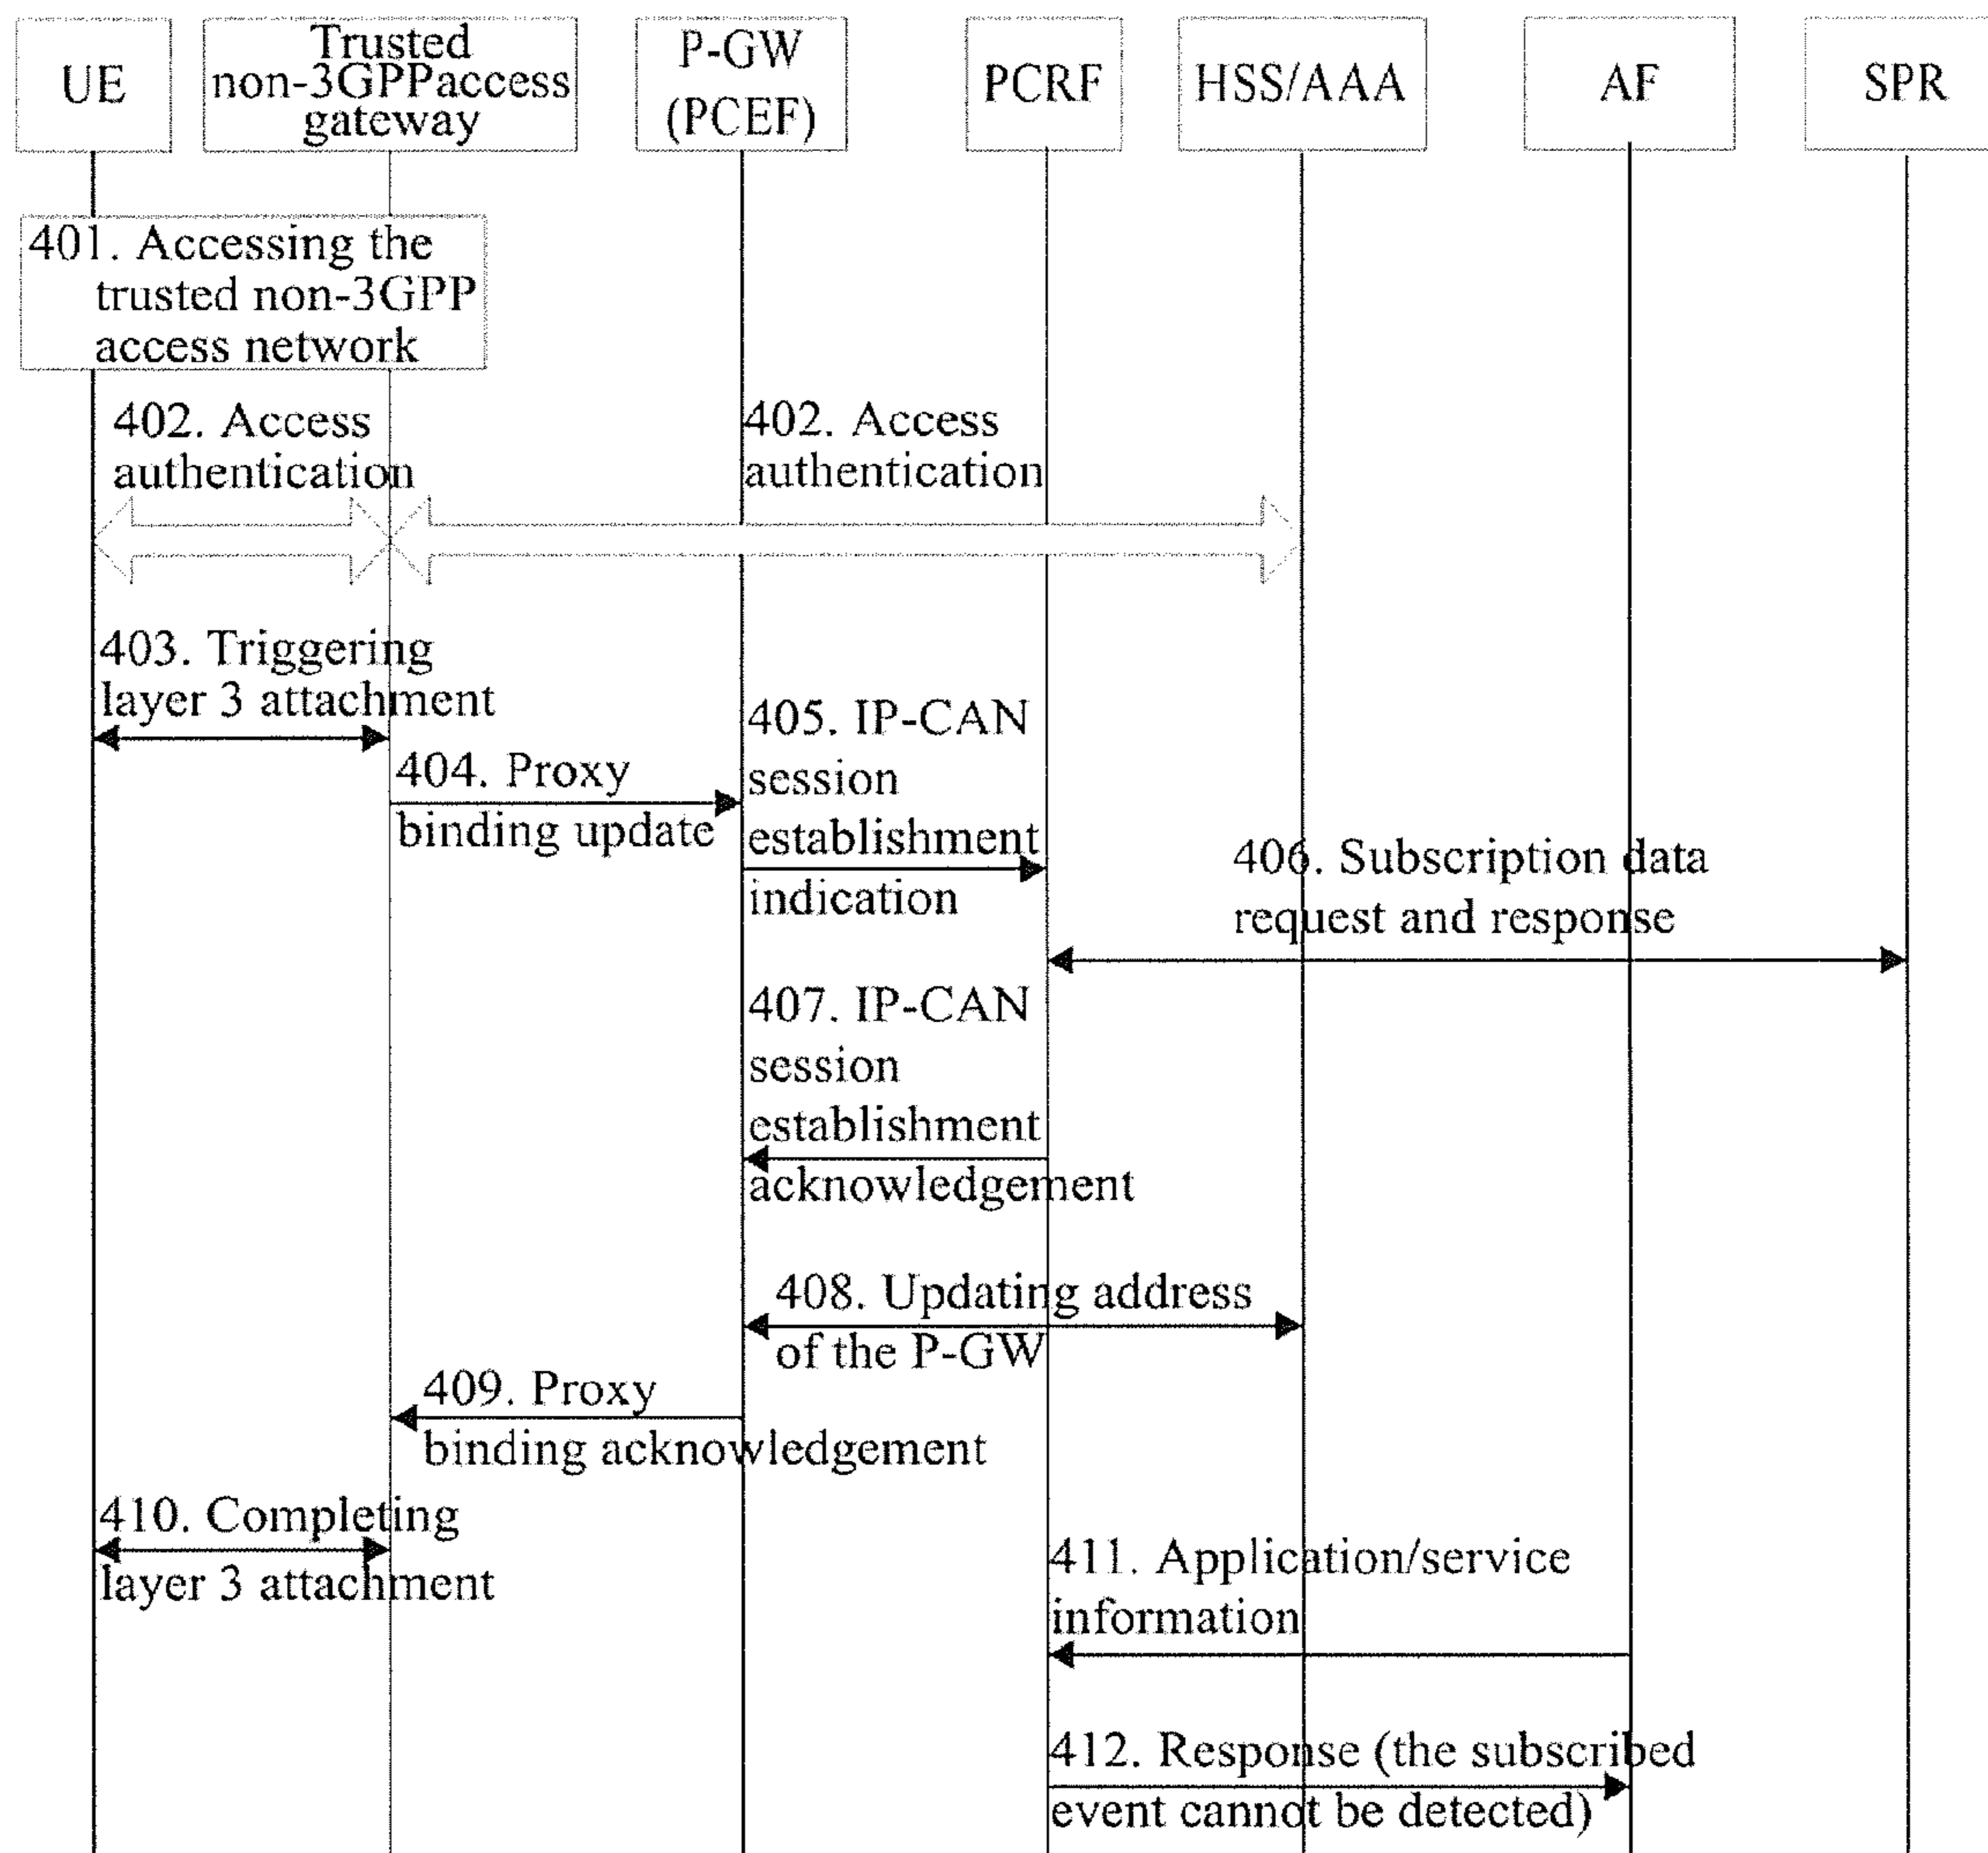 UE
Trusted
non-3GPPaccess
gateway
P-GW
(PCEF)
PCRF
HSS/AAA
AF
SPR
401. Accessing the
trusted non-3GPP
access network
402. Access
authentication
402. Access
authentication
403. Triggering
layer 3 attachment
404. Proxy
binding update
405. IP-CAN
session
establishment
indication
406. Subscription data
request and response
407. IP-CAN
session
establishment
acknowledgement
408. Updating address
of the P-GW
409. Proxy
binding acknowledgement
410. Completing
layer 3 attachment
411. Application/service
information
412. Response (the subscribed
event cannot be detected)